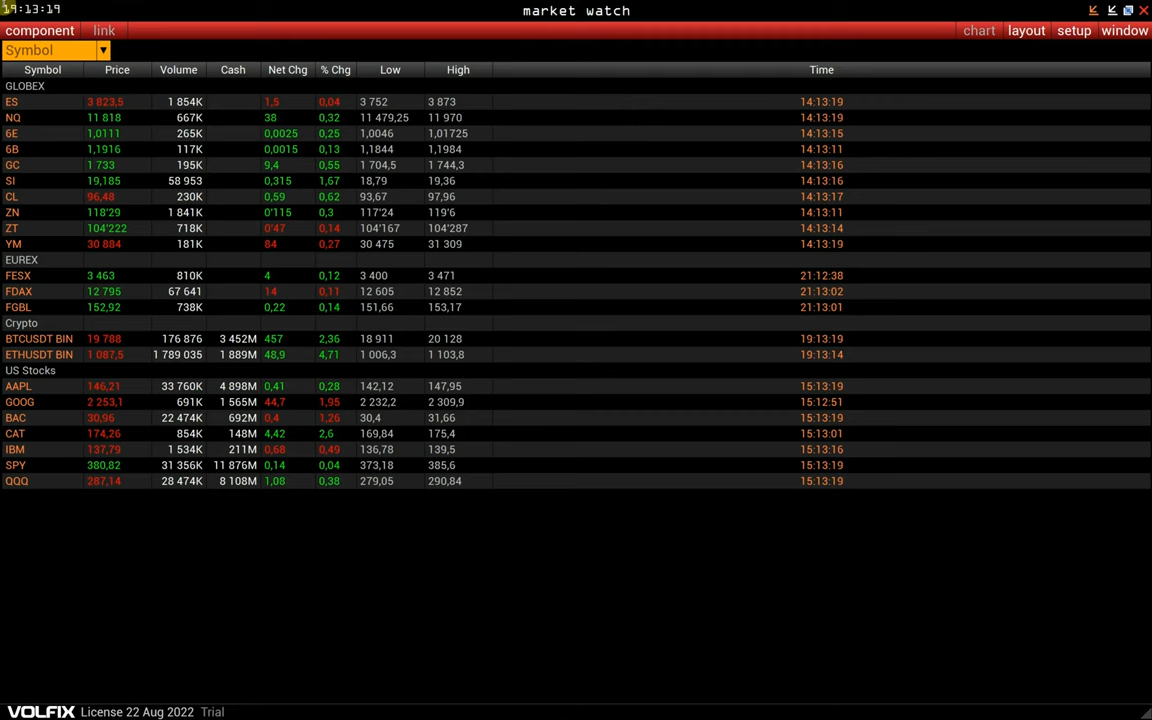 19:13:19 market watch
component link chart layout setup window
Symbol
Symbol Price Volume Cash Net Chg % Chg Low High Time
GLOBEX
ES 3 823,5 1 854K 1,5 0,04 3 752 3 873 14:13:19
NQ 11 818 667K 38 0,32 11 479,25 11 970 14:13:19
6E 1,0111 265K 0,0025 0,25 1,0046 1,01725 14:13:15
6B 1,1916 117K 0,0015 0,13 1,1844 1,1984 14:13:11
GC 1 733 195K 9,4 0,55 1 704,5 1 744,3 14:13:16
SI 19,185 58 953 0,315 1,67 18,79 19,36 14:13:16
CL 96,48 230K 0,59 0,62 93,67 97,96 14:13:17
ZN 118'29 1 841K 0'115 0,3 117'24 119'6 14:13:11
ZT 104'222 718K 0'47 0,14 104'167 104'287 14:13:14
YM 30 884 181K 84 0,27 30 475 31 309 14:13:19
EUREX
FESX 3 463 810K 4 0,12 3 400 3 471 21:12:38
FDAX 12 795 67 641 14 0,11 12 605 12 852 21:13:02
FGBL 152,92 738K 0,22 0,14 151,66 153,17 21:13:01
Crypto
BTCUSDT BIN 19 788 176 876 3 452M 457 2,36 18 911 20 128 19:13:19
ETHUSDT BIN 1 087,5 1 789 035 1 889M 48,9 4,71 1 006,3 1 103,8 19:13:14
US Stocks
AAPL 146,21 33 760K 4 898M 0,41 0,28 142,12 147,95 15:13:19
GOOG 2 253,1 691K 1 565M 44,7 1,95 2 232,2 2 309,9 15:12:51
BAC 30,96 22 474K 692M 0,4 1,26 30,4 31,66 15:13:19
CAT 174,26 854K 148M 4,42 2,6 169,84 175,4 15:13:01
IBM 137,79 1 534K 211M 0,68 0,49 136,78 139,5 15:13:16
SPY 380,82 31 356K 11 876M 0,14 0,04 373,18 385,6 15:13:19
QQQ 287,14 28 474K 8 108M 1,08 0,38 279,05 290,84 15:13:19
VOLFIX License 22 Aug 2022 Trial